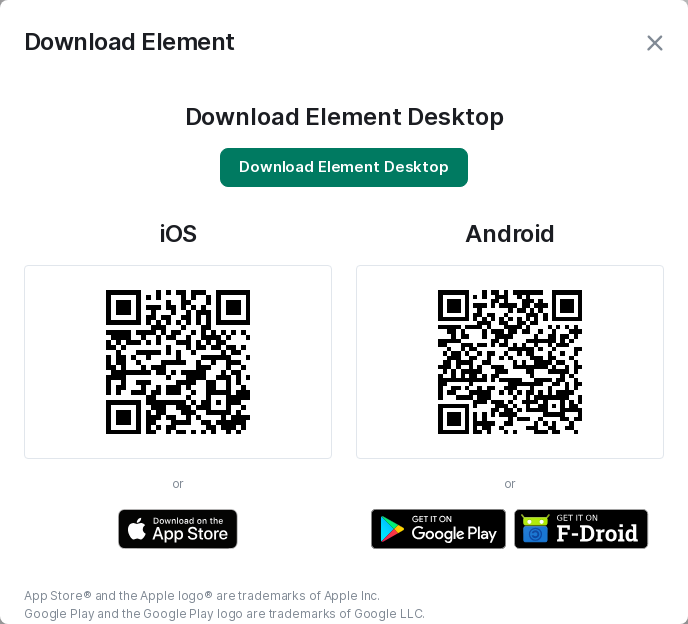 Download Element
Download Element Desktop
Download Element Desktop
iOS
Android
or
or
Download on the
App Store
GET IT ON
Google Play
GET IT ON
F-Droid
App Store® and the Apple logo® are trademarks of Apple Inc.
Google Play and the Google Play logo are trademarks of Google LLC.